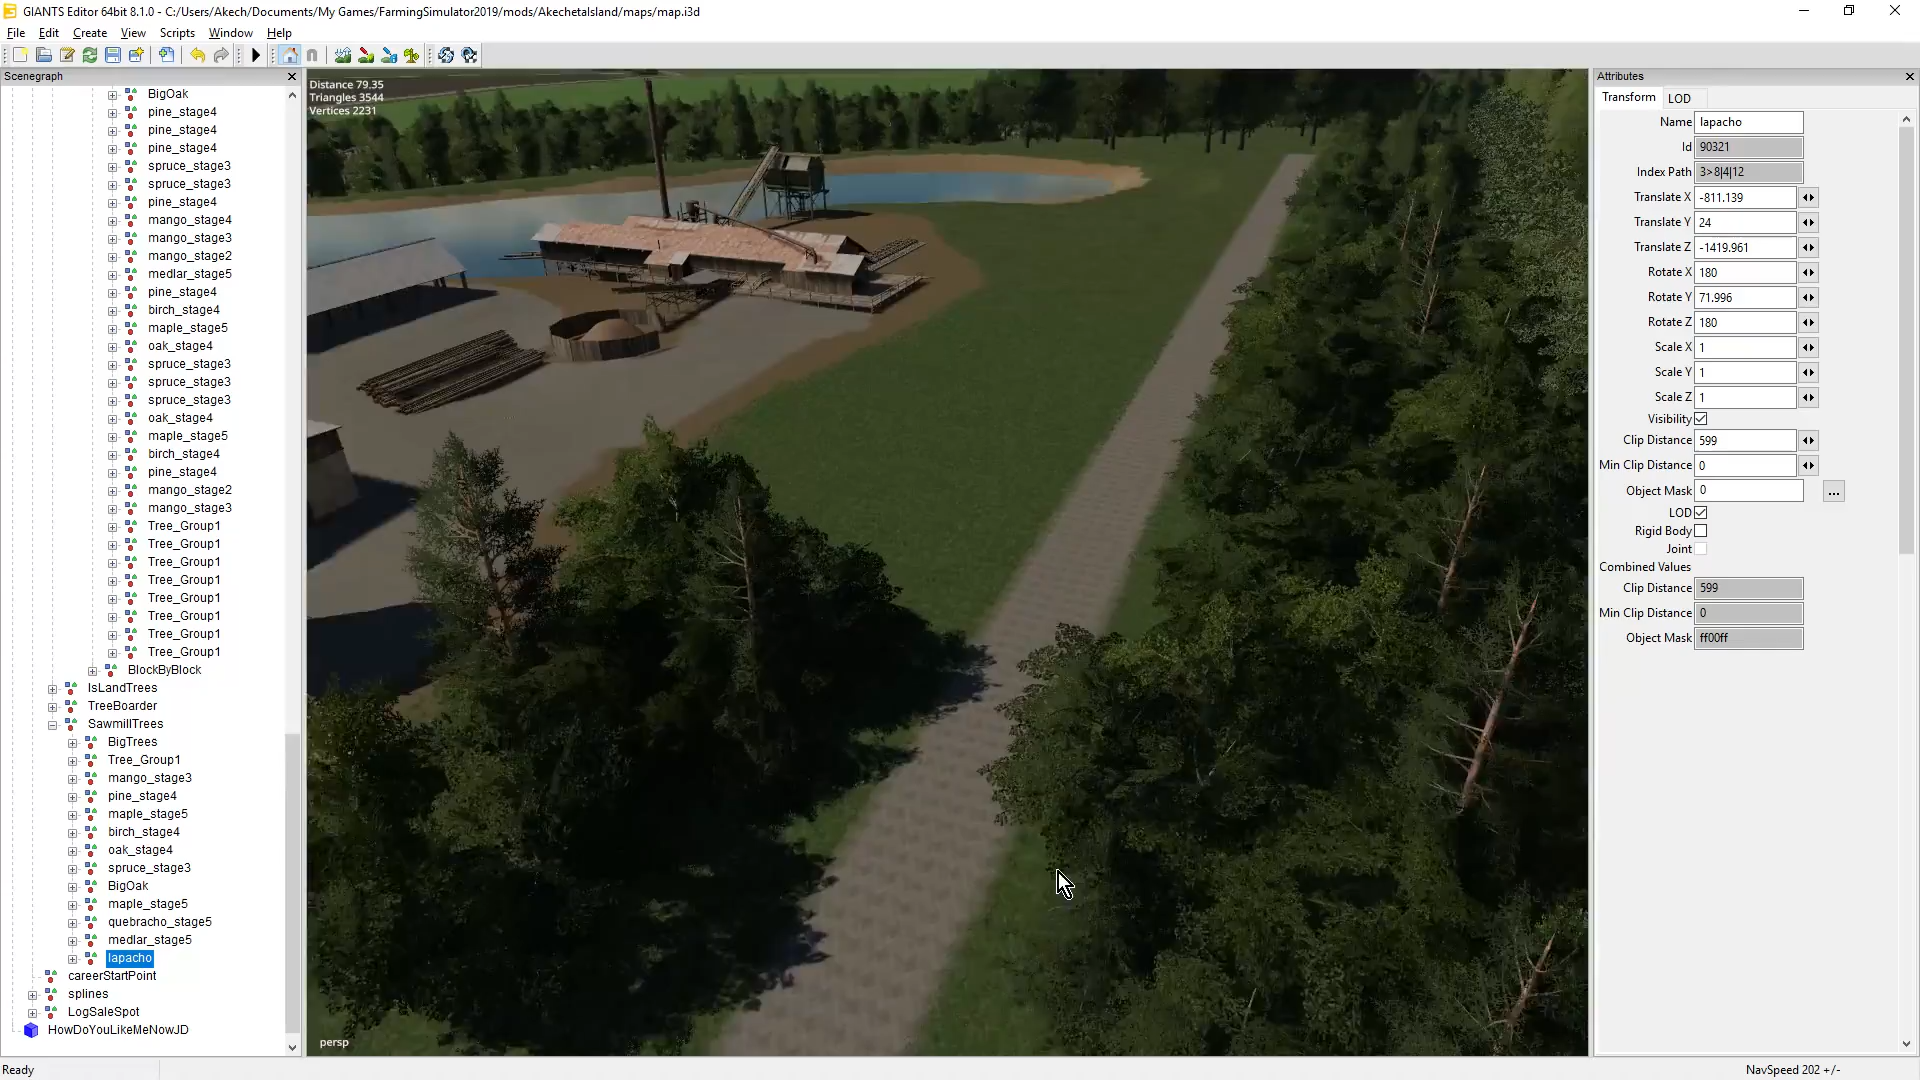 GIANTS Editor 64bit 8.1.0 - C:/Users/Akech/Documents/My Games/FarmingSimulator2019/mods/AkechetaIsland/maps/map.i3d
File Edit Create View Scripts Window Help
Scenegraph
BigOak
pine_stage4
pine_stage4
pine_stage4
spruce_stage3
spruce_stage3
pine_stage4
mango_stage4
mango_stage3
mango_stage2
medlar_stage5
pine_stage4
birch_stage4
maple_stage5
oak_stage4
spruce_stage3
spruce_stage3
spruce_stage3
oak_stage4
maple_stage5
birch_stage4
pine_stage4
mango_stage2
mango_stage3
Tree_Group1
Tree_Group1
Tree_Group1
Tree_Group1
Tree_Group1
Tree_Group1
Tree_Group1
Tree_Group1
BlockByBlock
IsLandTrees
TreeBoarder
SawmillTrees
BigTrees
Tree_Group1
mango_stage3
pine_stage4
maple_stage5
birch_stage4
oak_stage4
spruce_stage3
BigOak
maple_stage5
quebracho_stage5
medlar_stage5
lapacho
careerStartPoint
splines
LogSaleSpot
HowDoYouLikeMeNowJD
Distance 79.35
Triangles 3544
Vertices 2231
persp
Attributes
Transform LOD
Name lapacho
Id 90321
Index Path 3>8|4|12
Translate X -811.139
Translate Y 24
Translate Z -1419.961
Rotate X 180
Rotate Y 71.996
Rotate Z 180
Scale X 1
Scale Y 1
Scale Z 1
Visibility
Clip Distance 599
Min Clip Distance 0
Object Mask 0 ...
LOD
Rigid Body
Joint
Combined Values
Clip Distance 599
Min Clip Distance 0
Object Mask ff00ff
Ready
NavSpeed 202 +/-